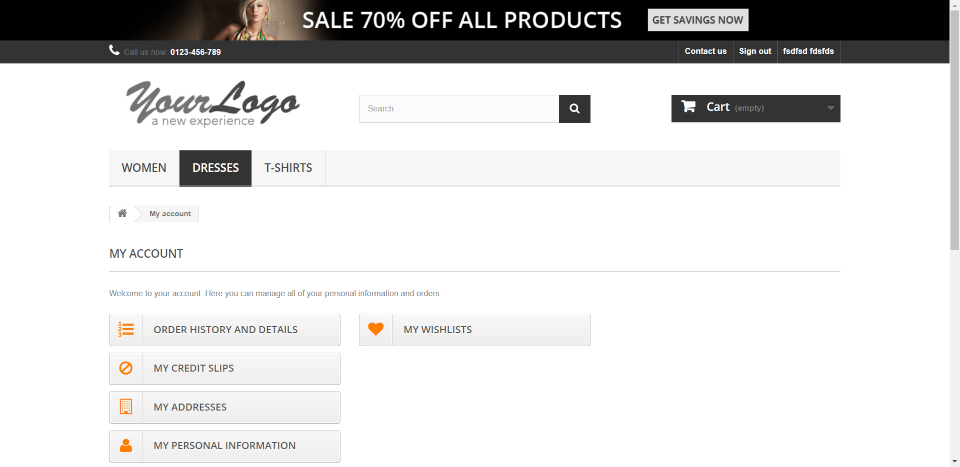 SALE 70% OFF ALL PRODUCTS GET SAVINGS NOW
Call us now: 0123-456-789 Contact us Sign out fsdfsd fdsfds
YourLogo
a new experience
Search
Cart (empty)
WOMEN DRESSES T-SHIRTS
My account
MY ACCOUNT
Welcome to your account. Here you can manage all of your personal information and orders.
ORDER HISTORY AND DETAILS MY WISHLISTS
MY CREDIT SLIPS
MY ADDRESSES
MY PERSONAL INFORMATION